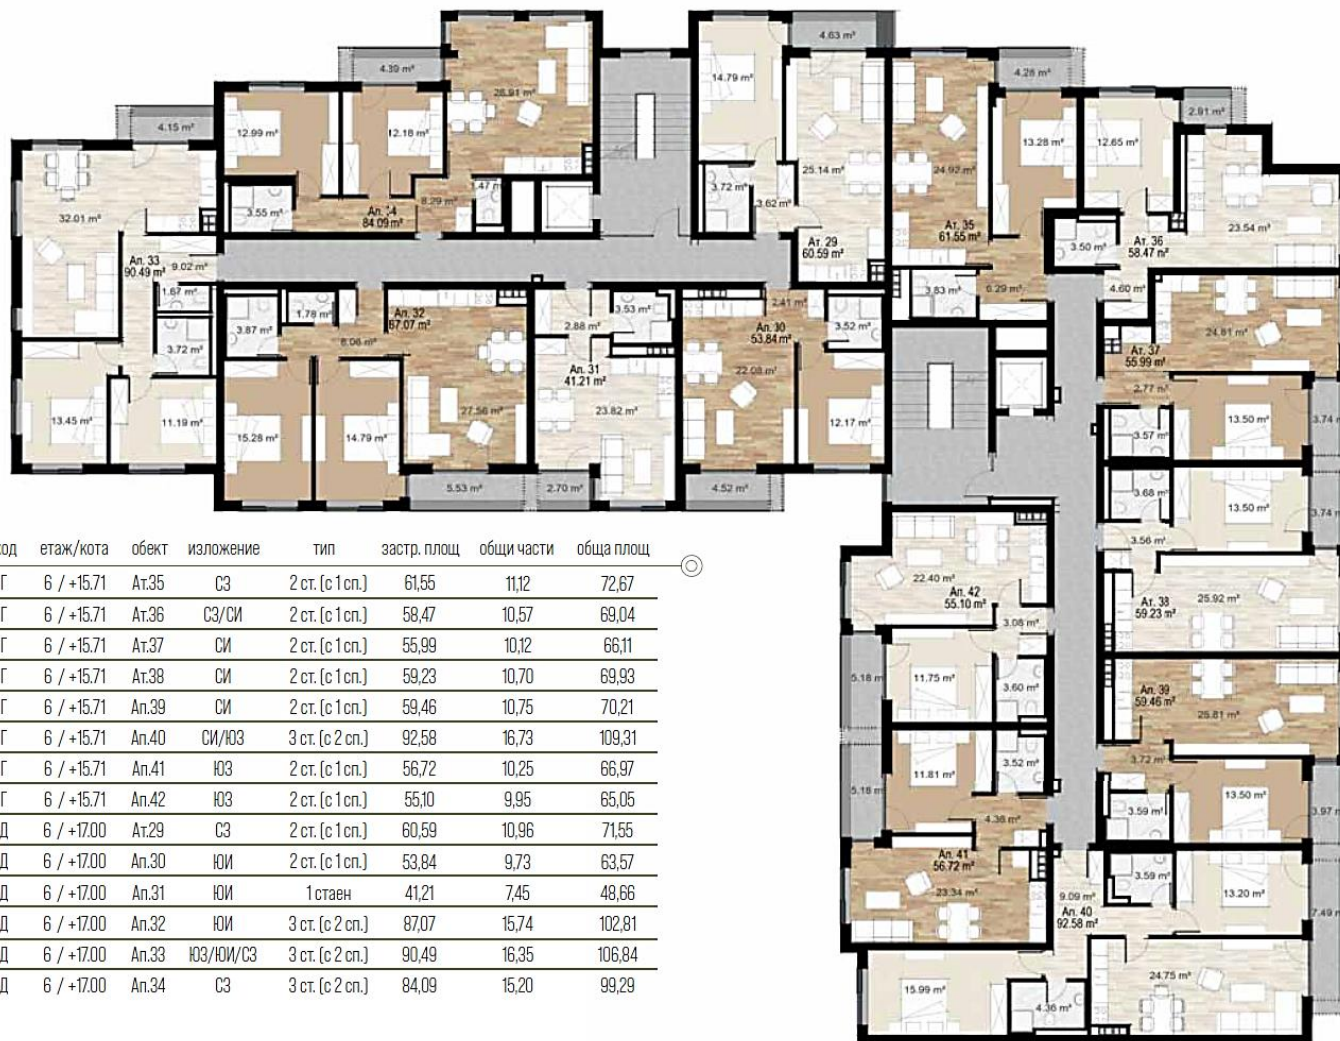 4.63 m²
14.79 m²
4.39 m²
28.91 m²
4.28 m²
2.91 m²
4.15 m²
12.99 m²
12.18 m²
13.28 m²
12.65 m²
25.14 m²
24.92 m²
3.72 m²
3.62 m²
32.01 m²
3.55 m²
8.29 m²
84.09 m²
Ат. 29
60.59 m²
Ат. 35
61.55 m²
3.50 m²
Ат. 36
58.47 m²
23.54 m²
Ап. 33
90.49 m²
9.02 m²
1.67 m²
3.72 m²
3.83 m²
6.29 m²
4.60 m²
3.87 m²
1.78 m²
Ап. 32
2.88 m²
3.53 m²
2.41 m²
Ап. 30
53.84 m²
3.52 m²
Ат. 37
55.99 m²
2.77 m²
Ап. 31
41.21 m²
22.08 m²
23.82 m²
12.17 m²
13.45 m²
11.19 m²
15.28 m²
14.79 m²
27.56 m²
5.53 m²
2.70 m²
4.52 m²
13.50 m²
3.74
3.57 m²
3.68 m²
13.50 m²
3.74
3.56 m²
22.40 m²
Ап. 42
55.10 m²
3.08 m²
Ат. 38
59.23 m²
25.92 m²
5.18 m²
11.75 m²
3.60 m²
Ап. 39
59.46 m²
25.81 m²
5.18 m²
11.81 m²
3.52 m²
3.72 m²
4.38 m²
3.59 m²
13.50 m²
3.97
Ап. 41
56.72 m²
23.34 m²
3.59 m²
13.20 m²
7.49
9.09 m²
Ап. 40
92.58 m²
15.99 m²
4.36 m²
24.75 m²
етаж/кота обект изложение тип застр. площ общи части обща площ
Г 6 / +15.71 Ат.35 СЗ 2 ст. (с 1 сп.) 61,55 11,12 72,67
Г 6 / +15.71 Ат.36 СЗ/СИ 2 ст. (с 1 сп.) 58,47 10,57 69,04
Г 6 / +15.71 Ат.37 СИ 2 ст. (с 1 сп.) 55,99 10,12 66,11
Г 6 / +15.71 Ат.38 СИ 2 ст. (с 1 сп.) 59,23 10,70 69,93
Г 6 / +15.71 Ап.39 СИ 2 ст. (с 1 сп.) 59,46 10,75 70,21
Г 6 / +15.71 Ап.40 СИ/ЮЗ 3 ст. (с 2 сп.) 92,58 16,73 109,31
Г 6 / +15.71 Ап.41 ЮЗ 2 ст. (с 1 сп.) 56,72 10,25 66,97
Г 6 / +15.71 Ап.42 ЮЗ 2 ст. (с 1 сп.) 55,10 9,95 65,05
Д 6 / +17.00 Ат.29 СЗ 2 ст. (с 1 сп.) 60,59 10,96 71,55
Д 6 / +17.00 Ап.30 ЮИ 2 ст. (с 1 сп.) 53,84 9,73 63,57
Д 6 / +17.00 Ап.31 ЮИ 1 стаен 41,21 7,45 48,66
Д 6 / +17.00 Ап.32 ЮИ 3 ст. (с 2 сп.) 87,07 15,74 102,81
Д 6 / +17.00 Ап.33 ЮЗ/ЮИ/СЗ 3 ст. (с 2 сп.) 90,49 16,35 106,84
Д 6 / +17.00 Ап.34 СЗ 3 ст. (с 2 сп.) 84,09 15,20 99,29